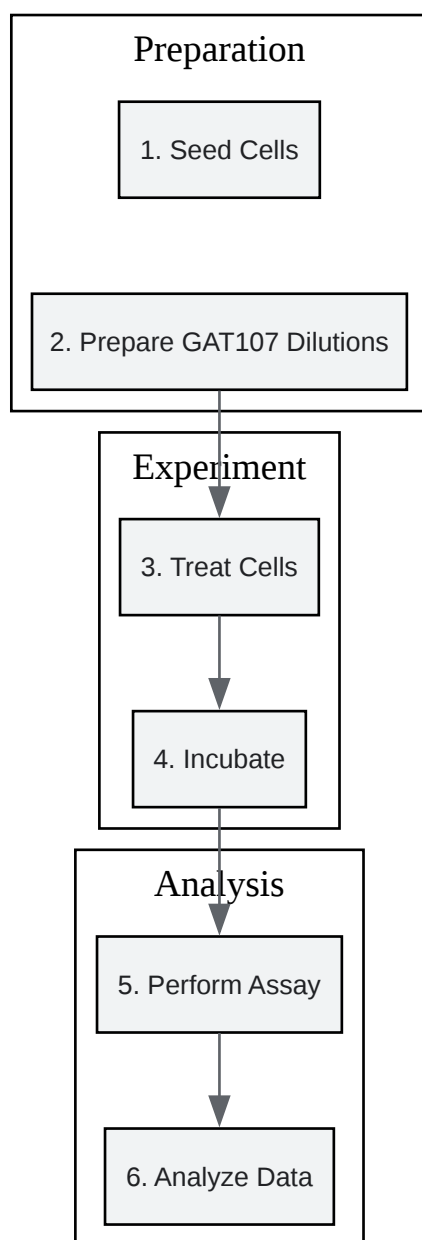 Preparation
1. Seed Cells
2. Prepare GAT107 Dilutions
Experiment
3. Treat Cells
4. Incubate
Analysis
5. Perform Assay
6. Analyze Data